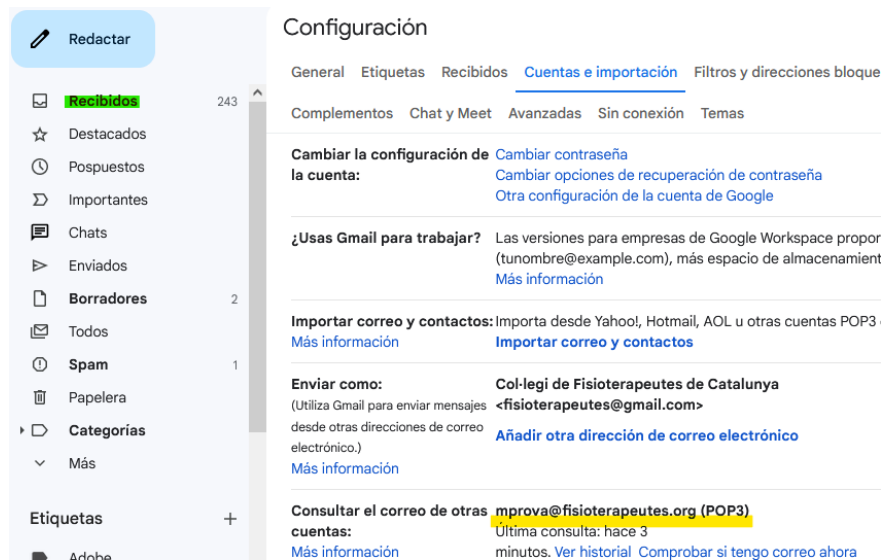 Redactar
Recibidos 243
Destacados
Pospuestos
Importantes
Chats
Enviados
Borradores 2
Todos
Spam 1
Papelera
Categorías
Más
Etiquetas +
Adobe
Configuración
General Etiquetas Recibidos Cuentas e importación Filtros y direcciones bloque
Complementos Chat y Meet Avanzadas Sin conexión Temas
Cambiar la configuración de la cuenta:
Cambiar contraseña
Cambiar opciones de recuperación de contraseña
Otra configuración de la cuenta de Google
¿Usas Gmail para trabajar?
Las versiones para empresas de Google Workspace propor
(tunombre@example.com), más espacio de almacenamient
Más información
Importar correo y contactos:
Más información
Importa desde Yahoo!, Hotmail, AOL u otras cuentas POP3
Importar correo y contactos
Enviar como:
(Utiliza Gmail para enviar mensajes
desde otras direcciones de correo
electrónico.)
Más información
Col·legi de Fisioterapeutes de Catalunya
<fisioterapeutes@gmail.com>
Añadir otra dirección de correo electrónico
Consultar el correo de otras
cuentas:
Más información
mprova@fisioterapeutes.org (POP3)
Última consulta: hace 3
minutos. Ver historial Comprobar si tengo correo ahora